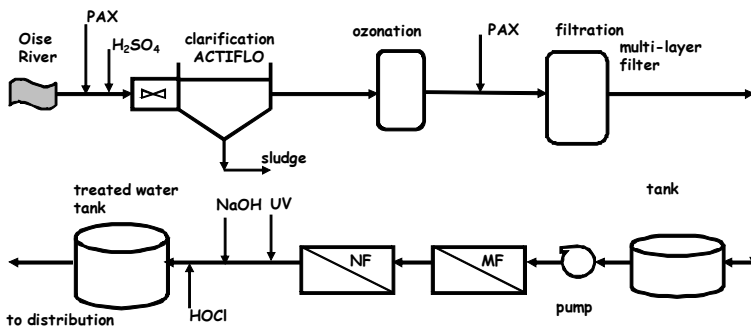 PAX
Oise
River
H₂SO₄
clarification
ACTIFLO
sludge
ozonation
PAX
filtration
multi-layer
filter
treated water
tank
NaOH UV
NF
MF
tank
pump
HOCl
to distribution